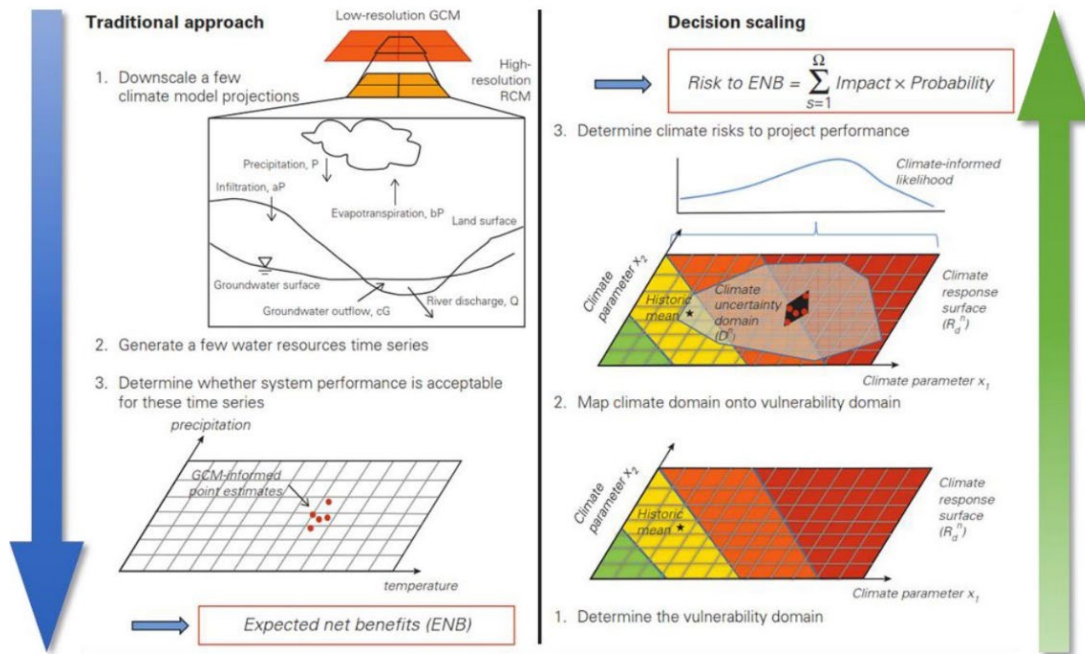 Traditional approach
Low-resolution GCM
High-
resolution
RCM
1. Downscale a few
climate model projections
Precipitation, P
Infiltration, aP
Evapotranspiration, bP
Land surface
Groundwater surface
River discharge, Q
Groundwater outflow, cG
2. Generate a few water resources time series
3. Determine whether system performance is acceptable
for these time series
precipitation
GCM-informed
point estimates
temperature
Expected net benefits (ENB)
Decision scaling
Risk to ENB = Ω∑s=1 Impact × Probability
3. Determine climate risks to project performance
Climate-informed
likelihood
Climate
parameter x₂
Historic
mean ★
Climate
uncertainty
domain
Climate
response
surface
(Rdⁿ)
Climate parameter x₁
2. Map climate domain onto vulnerability domain
Climate
parameter x₂
Historic
mean ★
Climate
response
surface
(Rdⁿ)
Climate parameter x₁
1. Determine the vulnerability domain